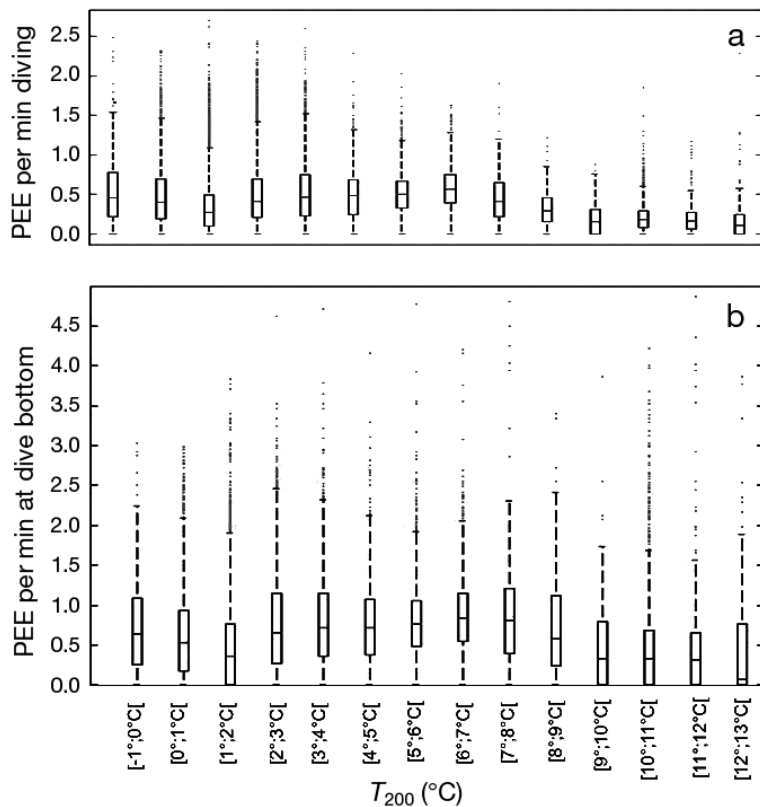 a
PEE per min diving
2.5
2.0
1.5
1.0
0.5
0.0
b
PEE per min at dive bottom
4.5
4.0
3.5
3.0
2.5
2.0
1.5
1.0
0.5
0.0
[-1°;0°C]
[0°;1°C]
[1°;2°C]
[2°;3°C]
[3°;4°C]
[4°;5°C]
[5°;6°C]
[6°;7°C]
[7°;8°C]
[8°;9°C]
[9°;10°C]
[10°;11°C]
[11°;12°C]
[12°;13°C]
T200 (°C)